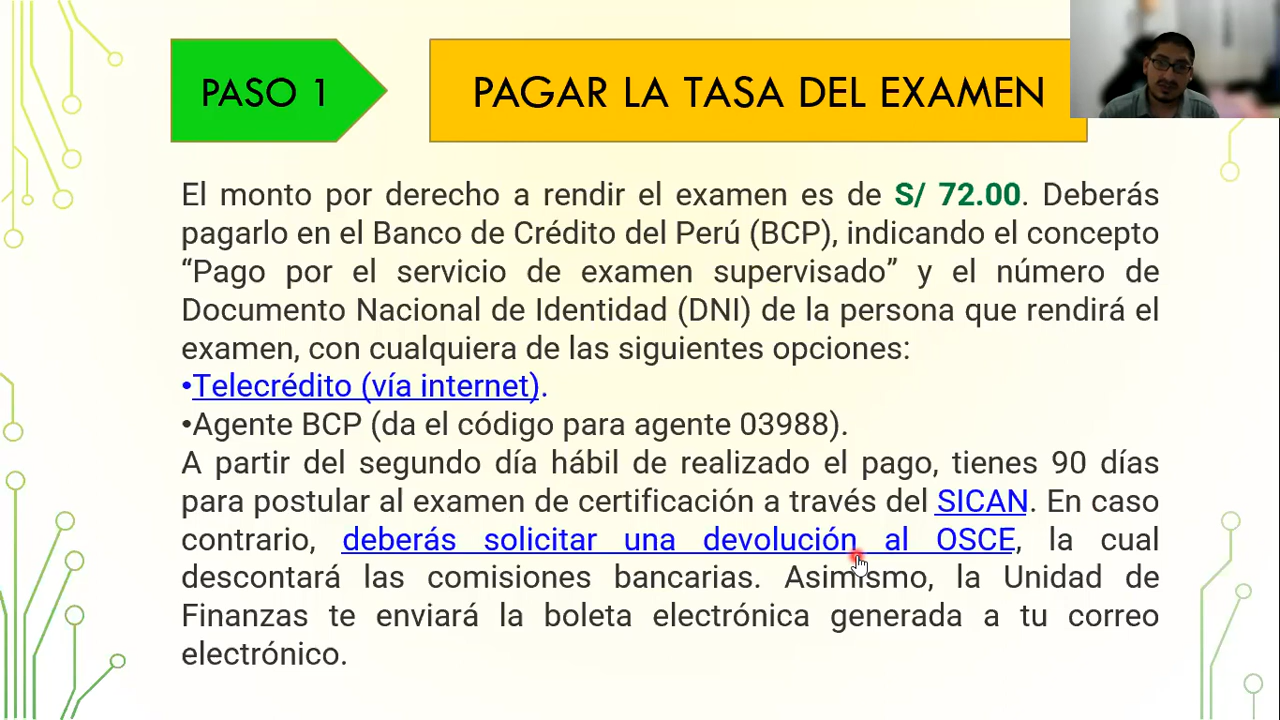 PASO 1
PAGAR LA TASA DEL EXAMEN
El monto por derecho a rendir el examen es de S/ 72.00. Deberás
pagarlo en el Banco de Crédito del Perú (BCP), indicando el concepto
“Pago por el servicio de examen supervisado” y el número de
Documento Nacional de Identidad (DNI) de la persona que rendirá el
examen, con cualquiera de las siguientes opciones:
•Telecrédito (vía internet).
•Agente BCP (da el código para agente 03988).
A partir del segundo día hábil de realizado el pago, tienes 90 días
para postular al examen de certificación a través del SICAN. En caso
contrario, deberás solicitar una devolución al OSCE, la cual
descontará las comisiones bancarias. Asimismo, la Unidad de
Finanzas te enviará la boleta electrónica generada a tu correo
electrónico.